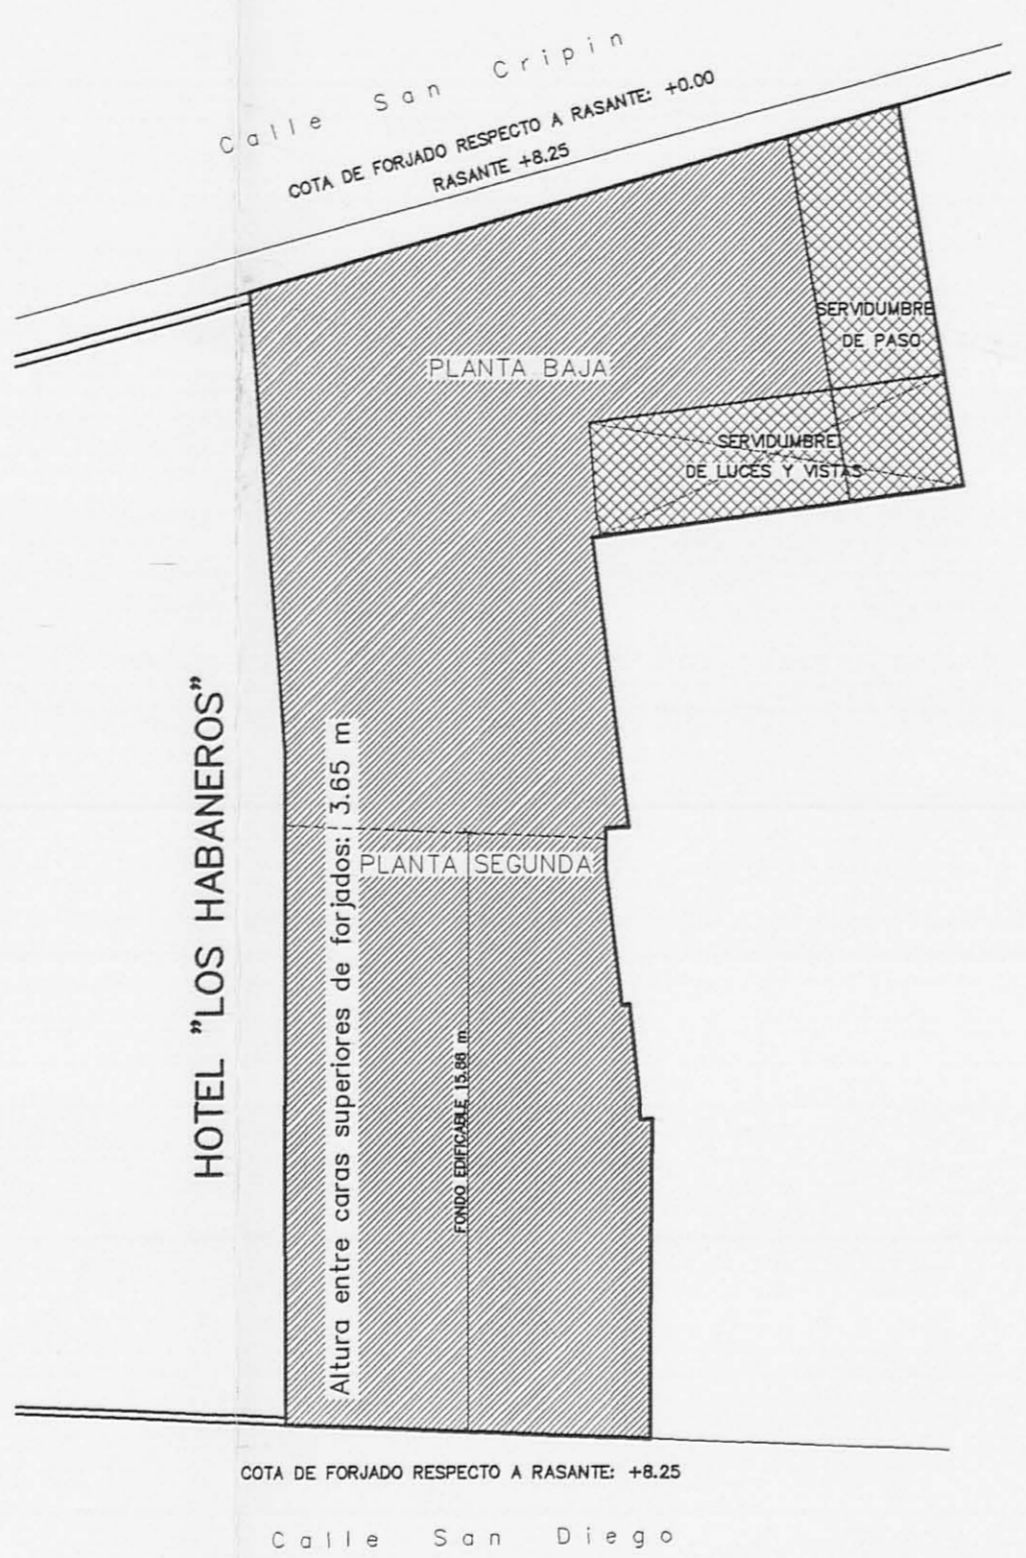 Calle San Cripin
COTA DE FORJADO RESPECTO A RASANTE: +0.00
RASANTE +8.25
SERVIDUMBRE
DE PASO
PLANTA BAJA
SERVIDUMBRE
DE LUCES Y VISTAS
HOTEL "LOS HABANEROS"
Altura entre caras superiores de forjados: 3.65 m
PLANTA SEGUNDA
FONDO EDIFICABLE 15.88 m
COTA DE FORJADO RESPECTO A RASANTE: +8.25
Calle San Diego